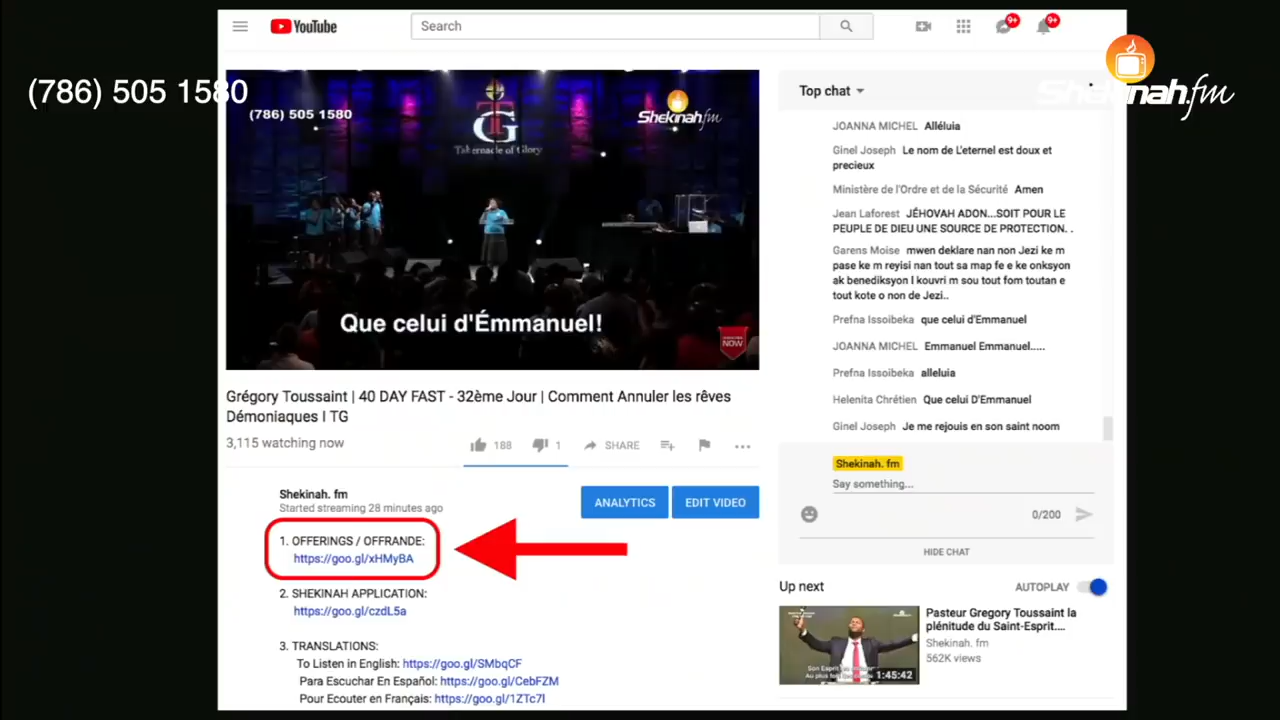 YouTube
Search
9+
9+
(786) 505 1580
Shekinah.fm
(786) 505 1580
Shekinah.fm
TG
Tabernacle of Glory
Que celui d'Émmanuel!
NOW
Grégory Toussaint | 40 DAY FAST - 32ème Jour | Comment Annuler les rêves
Démoniaques I TG
3,115 watching now
188
1
SHARE
Shekinah. fm
Started streaming 28 minutes ago
ANALYTICS
EDIT VIDEO
1. OFFERINGS / OFFRANDE:
https://goo.gl/xHMyBA
2. SHEKINAH APPLICATION:
https://goo.gl/czdL5a
3. TRANSLATIONS:
To Listen in English: https://goo.gl/SMbqCF
Para Escuchar En Español: https://goo.gl/CebFZM
Pour Ecouter en Français: https://goo.gl/1ZTc7I
Top chat
JOANNA MICHEL Alléluia
Ginel Joseph Le nom de L'eternel est doux et
precieux
Ministère de l'Ordre et de la Sécurité Amen
Jean Laforest JÉHOVAH ADON...SOIT POUR LE
PEUPLE DE DIEU UNE SOURCE DE PROTECTION. .
Garens Moise mwen deklare nan non Jezi ke m
pase ke m reyisi nan tout sa map fe e ke onksyon
ak benediksyon l kouvri m sou tout fom toutan e
tout kote o non de Jezi..
Prefna Issoibeka que celui d'Emmanuel
JOANNA MICHEL Emmanuel Emmanuel.....
Prefna Issoibeka alleluia
Helenita Chrétien Que celui D'Emmanuel
Ginel Joseph Je me rejouis en son saint noom
Shekinah. fm
Say something...
0/200
HIDE CHAT
Up next
AUTOPLAY
Son Esprit
1:45:42
Pasteur Gregory Toussaint la
plénitude du Saint-Esprit....
Shekinah. fm
562K views